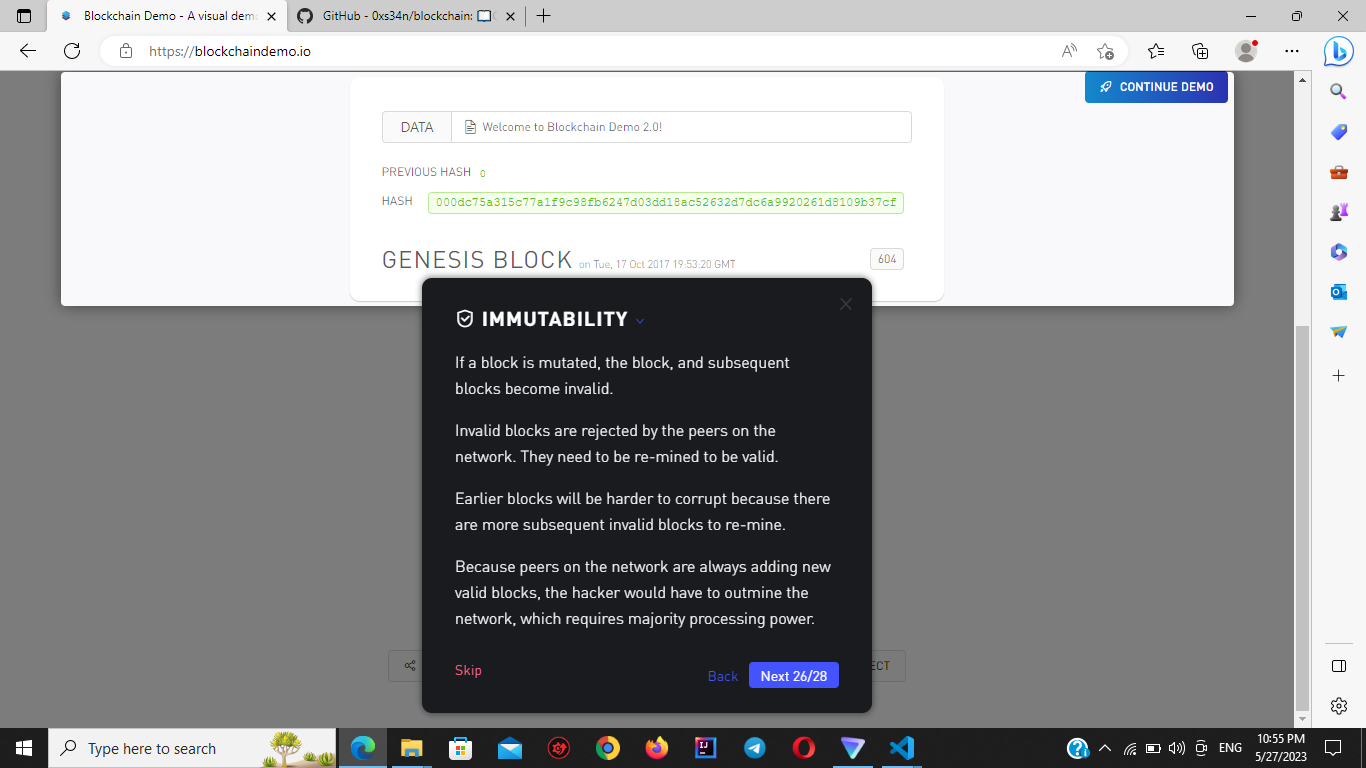 Blockchain Demo - A visual dem
GitHub - 0xs34n/blockchain:
https://blockchaindemo.io
CONTINUE DEMO
DATA
Welcome to Blockchain Demo 2.0!
PREVIOUS HASH 0
HASH
000dc75a315c77a1f9c98fb6247d03dd18ac52632d7dc6a9920261d8109b37cf
GENESIS BLOCK on Tue, 17 Oct 2017 19:53:20 GMT
604
IMMUTABILITY
If a block is mutated, the block, and subsequent
blocks become invalid.
Invalid blocks are rejected by the peers on the
network. They need to be re-mined to be valid.
Earlier blocks will be harder to corrupt because there
are more subsequent invalid blocks to re-mine.
Because peers on the network are always adding new
valid blocks, the hacker would have to outmine the
network, which requires majority processing power.
Skip
Back
Next 26/28
ECT
Type here to search
ENG
10:55 PM
5/27/2023